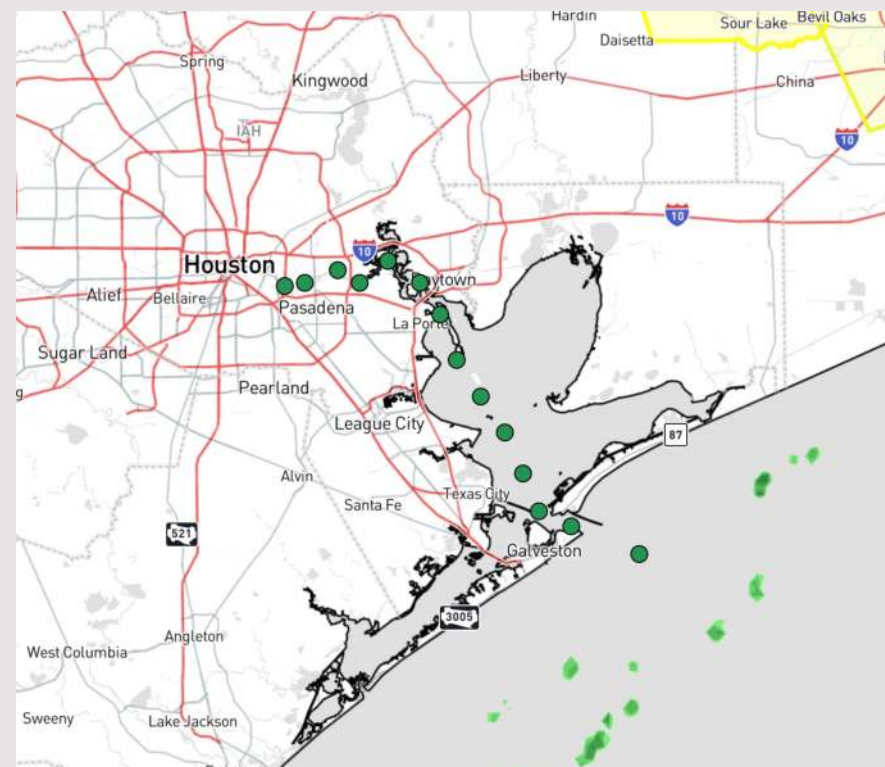 Hardin
Sour Lake
Bevil Oaks
Daisetta
Spring
Kingwood
Liberty
China
IAH
10
10
10
Houston
ytown
Alief
Bellaire
Pasadena
La Porte
Sugar Land
Pearland
League City
87
Alvin
Texas City
Santa Fe
521
Galveston
3005
Angleton
West Columbia
Sweeny
Lake Jackson